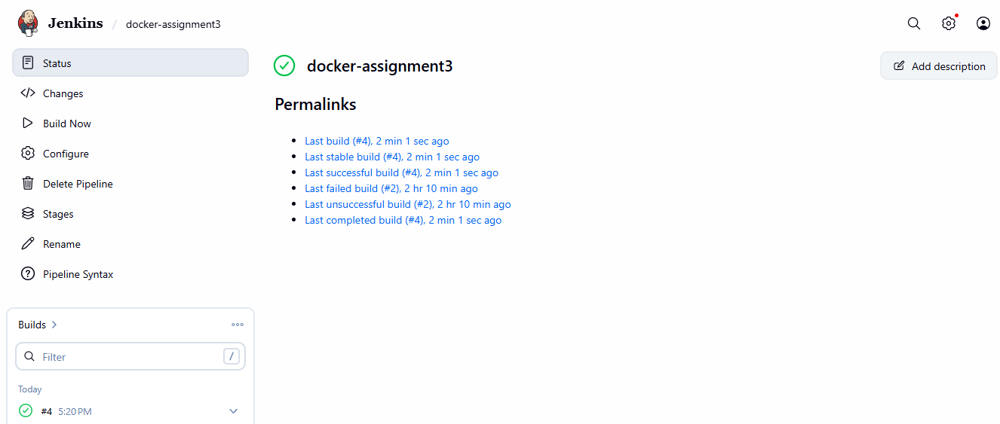 Jenkins / docker-assignment3
Status
Changes
Build Now
Configure
Delete Pipeline
Stages
Rename
Pipeline Syntax
Builds
Filter /
Today
#4 5:20 PM
docker-assignment3
Add description
Permalinks
Last build (#4), 2 min 1 sec ago
Last stable build (#4), 2 min 1 sec ago
Last successful build (#4), 2 min 1 sec ago
Last failed build (#2), 2 hr 10 min ago
Last unsuccessful build (#2), 2 hr 10 min ago
Last completed build (#4), 2 min 1 sec ago